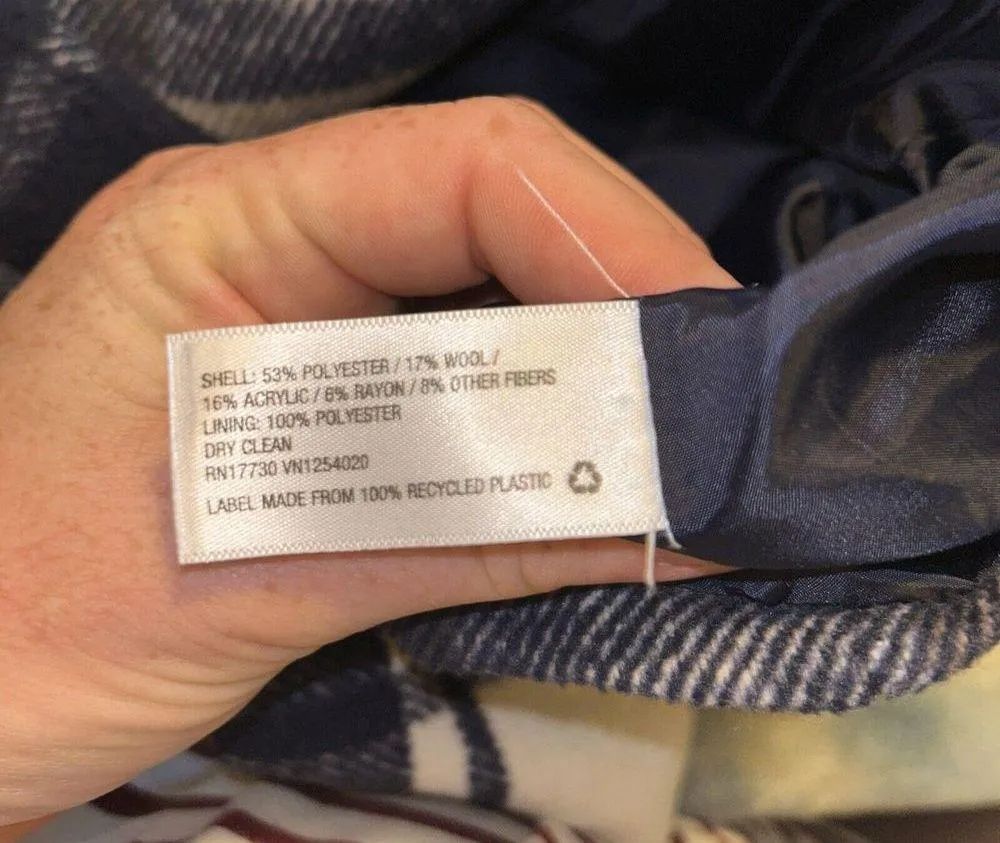 SHELL: 53% POLYESTER / 17% WOOL /
16% ACRYLIC / 6% RAYON / 8% OTHER FIBERS
LINING: 100% POLYESTER
DRY CLEAN
RN17730 VN1254020
LABEL MADE FROM 100% RECYCLED PLASTIC